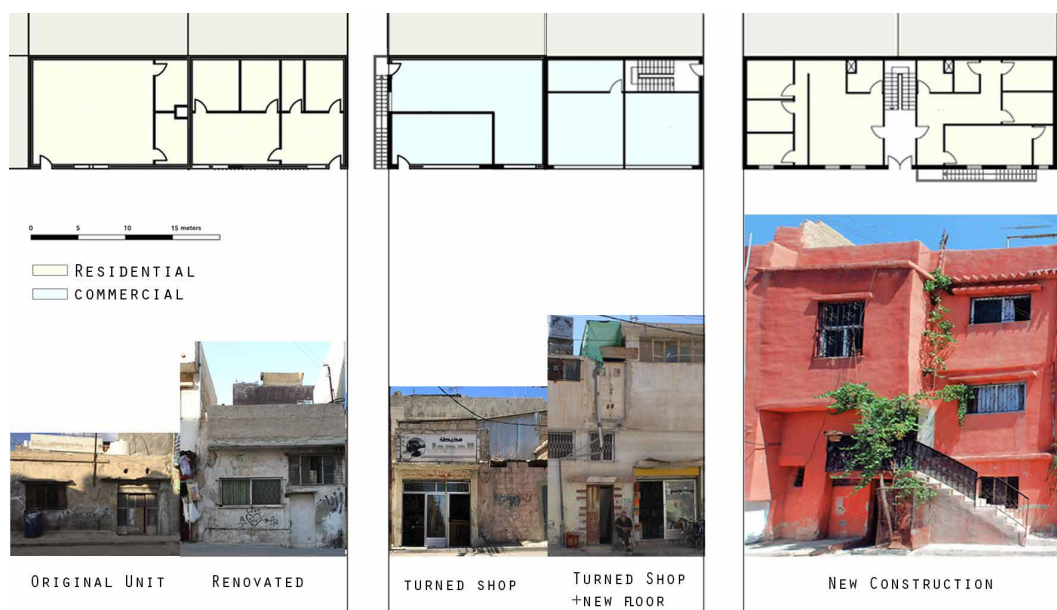 0 5 10 15 meters
RESIDENTIAL
COMMERCIAL
ORIGINAL UNIT
RENOVATED
TURNED SHOP
TURNED SHOP
+NEW FLOOR
NEW CONSTRUCTION